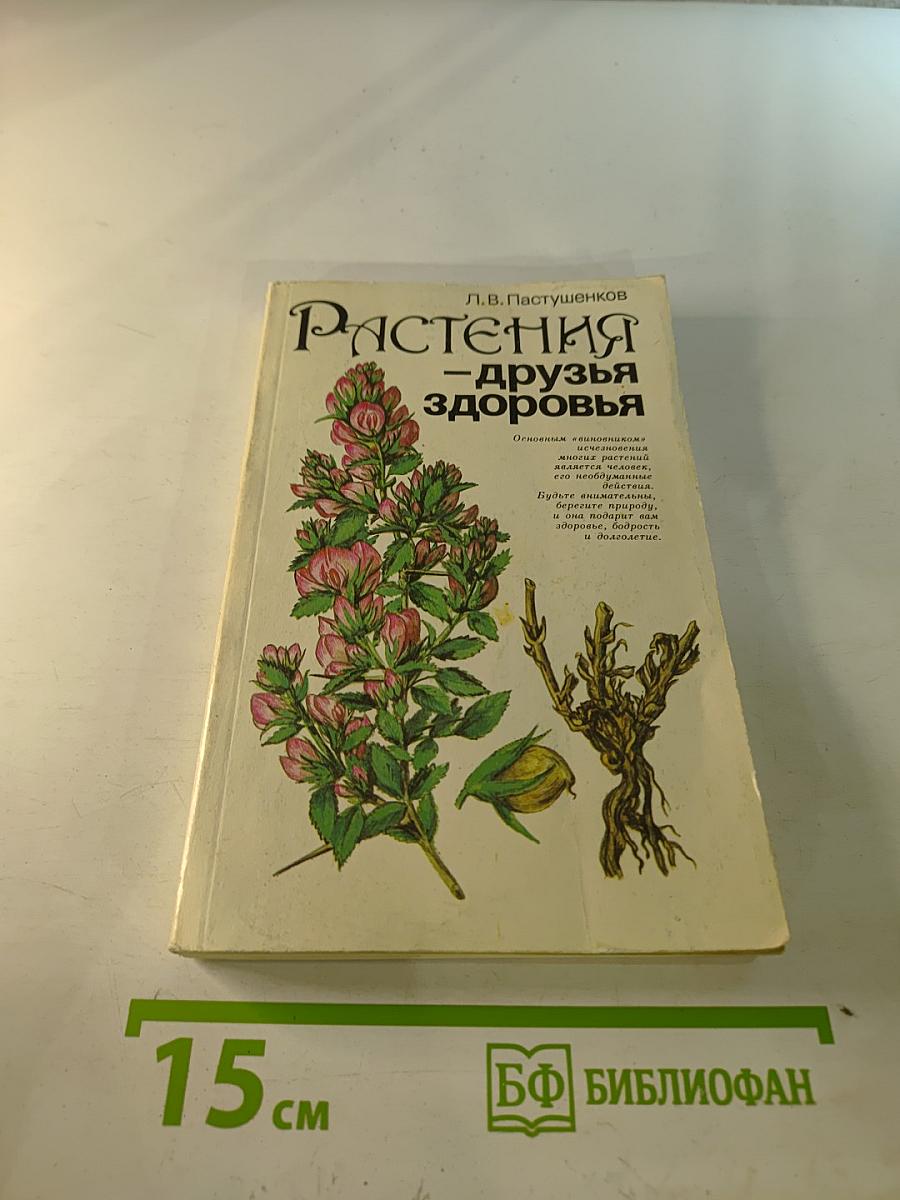 Л.В. Пастушенков
РАСТЕНИЯ
– друзья
здоровья
Основным «виновником»
исчезновения
многих растений
является человек,
его необдуманные
действия.
Будьте внимательны,
берегите природу,
и она подарит вам
здоровье, бодрость
и долголетие.
15 см
БФ БИБЛИОФАН